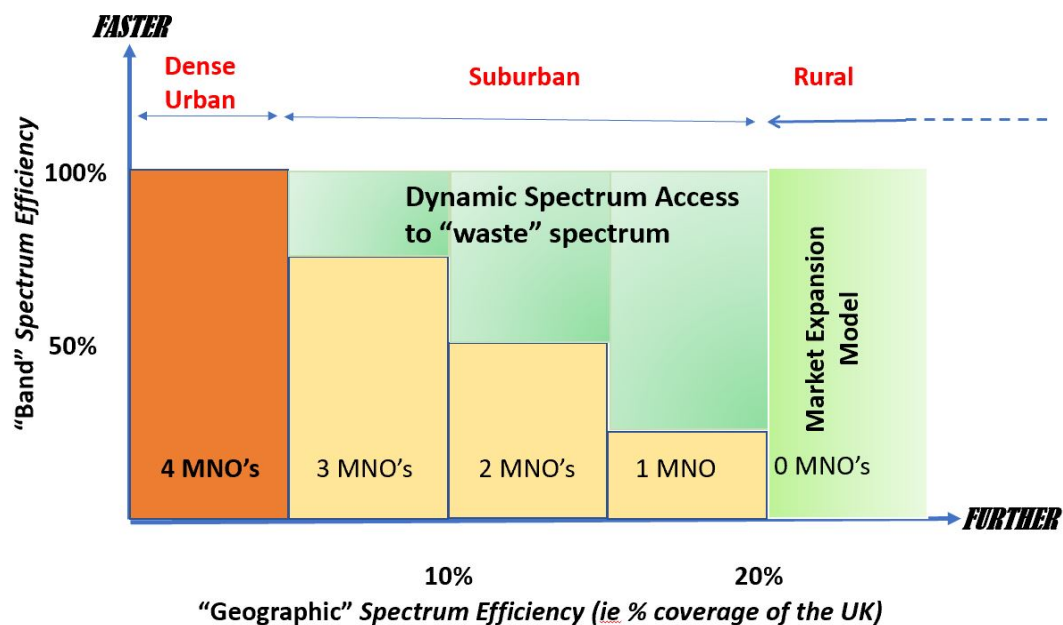 FASTER
Dense
Urban
Suburban
Rural
"Band" Spectrum Efficiency
100%
50%
Dynamic Spectrum Access
to "waste" spectrum
Market Expansion
Model
4 MNO's
3 MNO's
2 MNO's
1 MNO
0 MNO's
FURTHER
10%
20%
"Geographic" Spectrum Efficiency (ie % coverage of the UK)